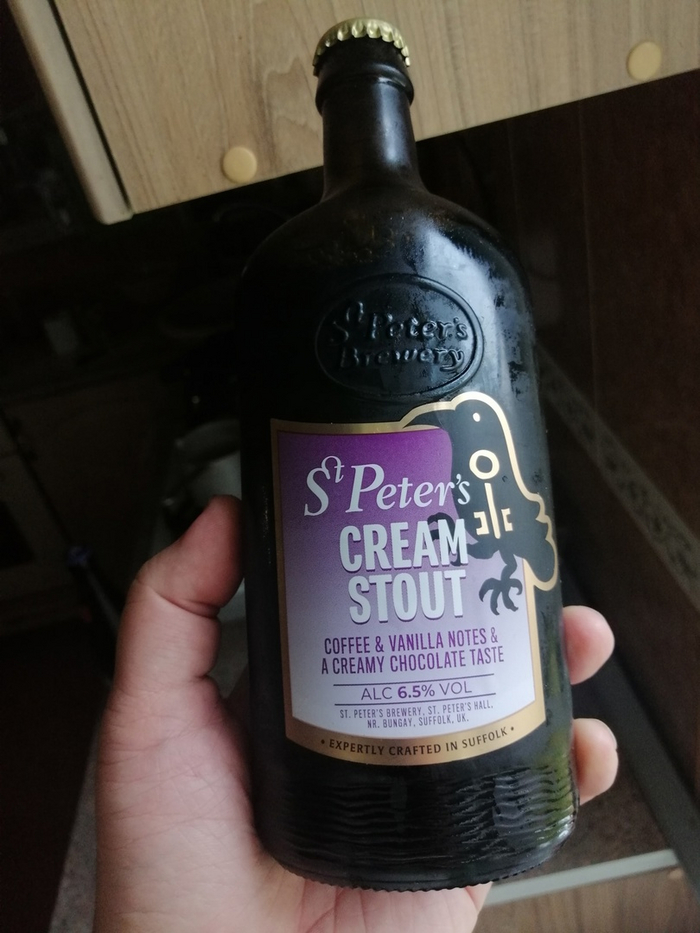 St Peter's
Brewery
St Peter's
CREAM
STOUT
COFFEE & VANILLA NOTES &
A CREAMY CHOCOLATE TASTE
ALC 6.5% VOL
ST. PETER'S BREWERY, ST. PETER'S HALL,
NR. BUNGAY, SUFFOLK, UK.
• EXPERTLY CRAFTED IN SUFFOLK •